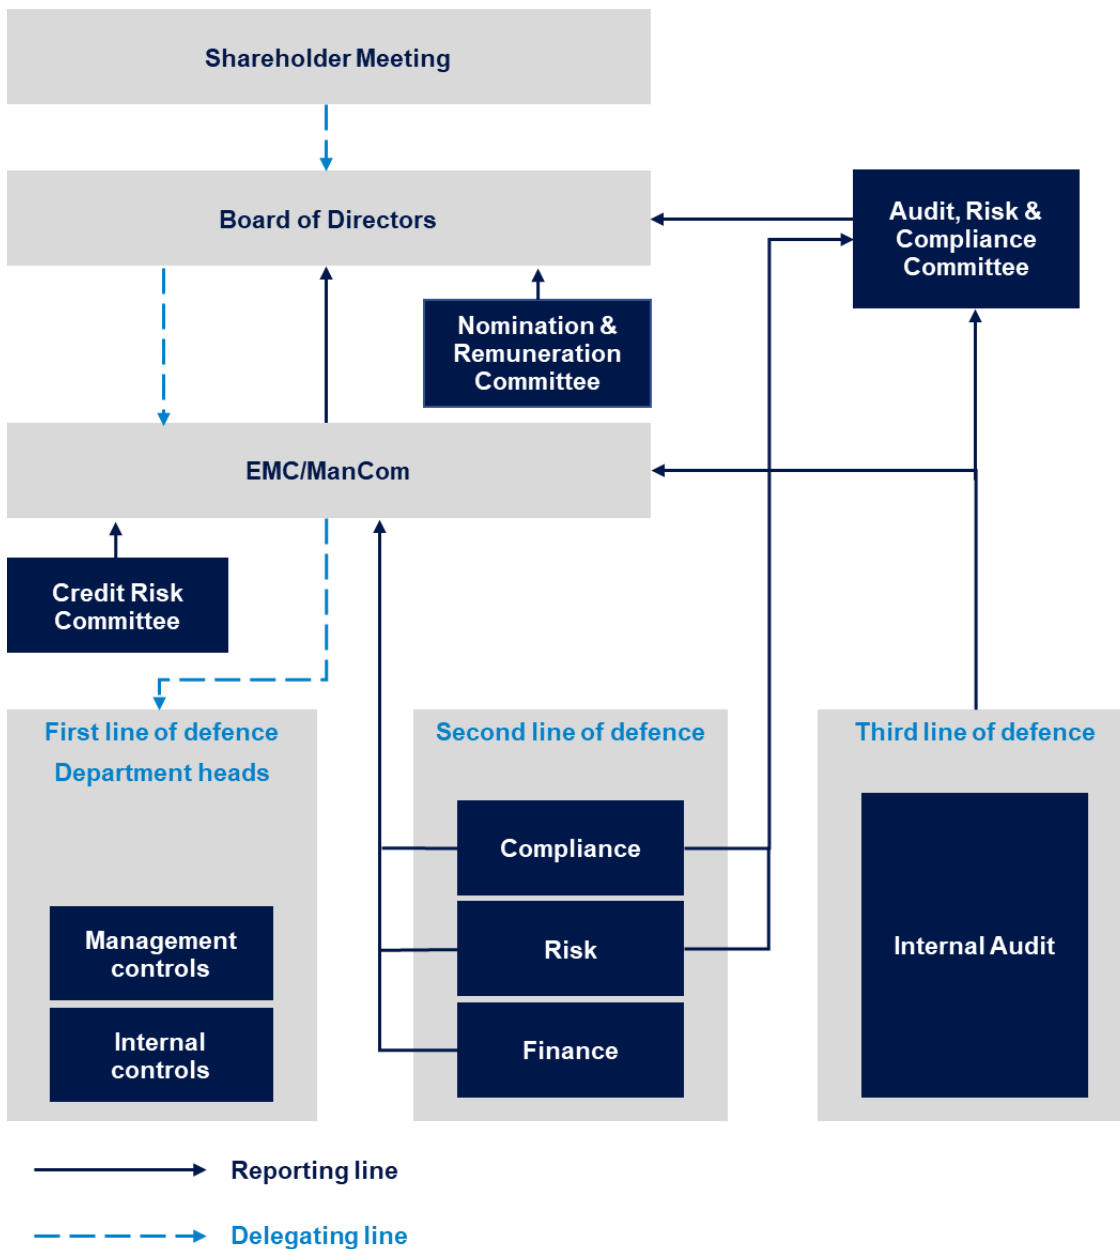 Shareholder Meeting
Board of Directors
Audit, Risk &
Compliance
Committee
Nomination &
Remuneration
Committee
EMC/ManCom
Credit Risk
Committee
First line of defence
Department heads
Management
controls
Internal
controls
Second line of defence
Compliance
Risk
Finance
Third line of defence
Internal Audit
Reporting line
Delegating line